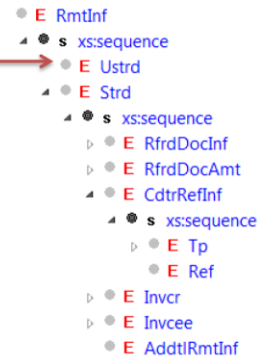 E RmtInf
s xs:sequence
E Ustrd
E Strd
s xs:sequence
E RfrdDocInf
E RfrdDocAmt
E CdtrRefInf
s xs:sequence
E Tp
E Ref
E Invcr
E Invcee
E AddtlRmtInf